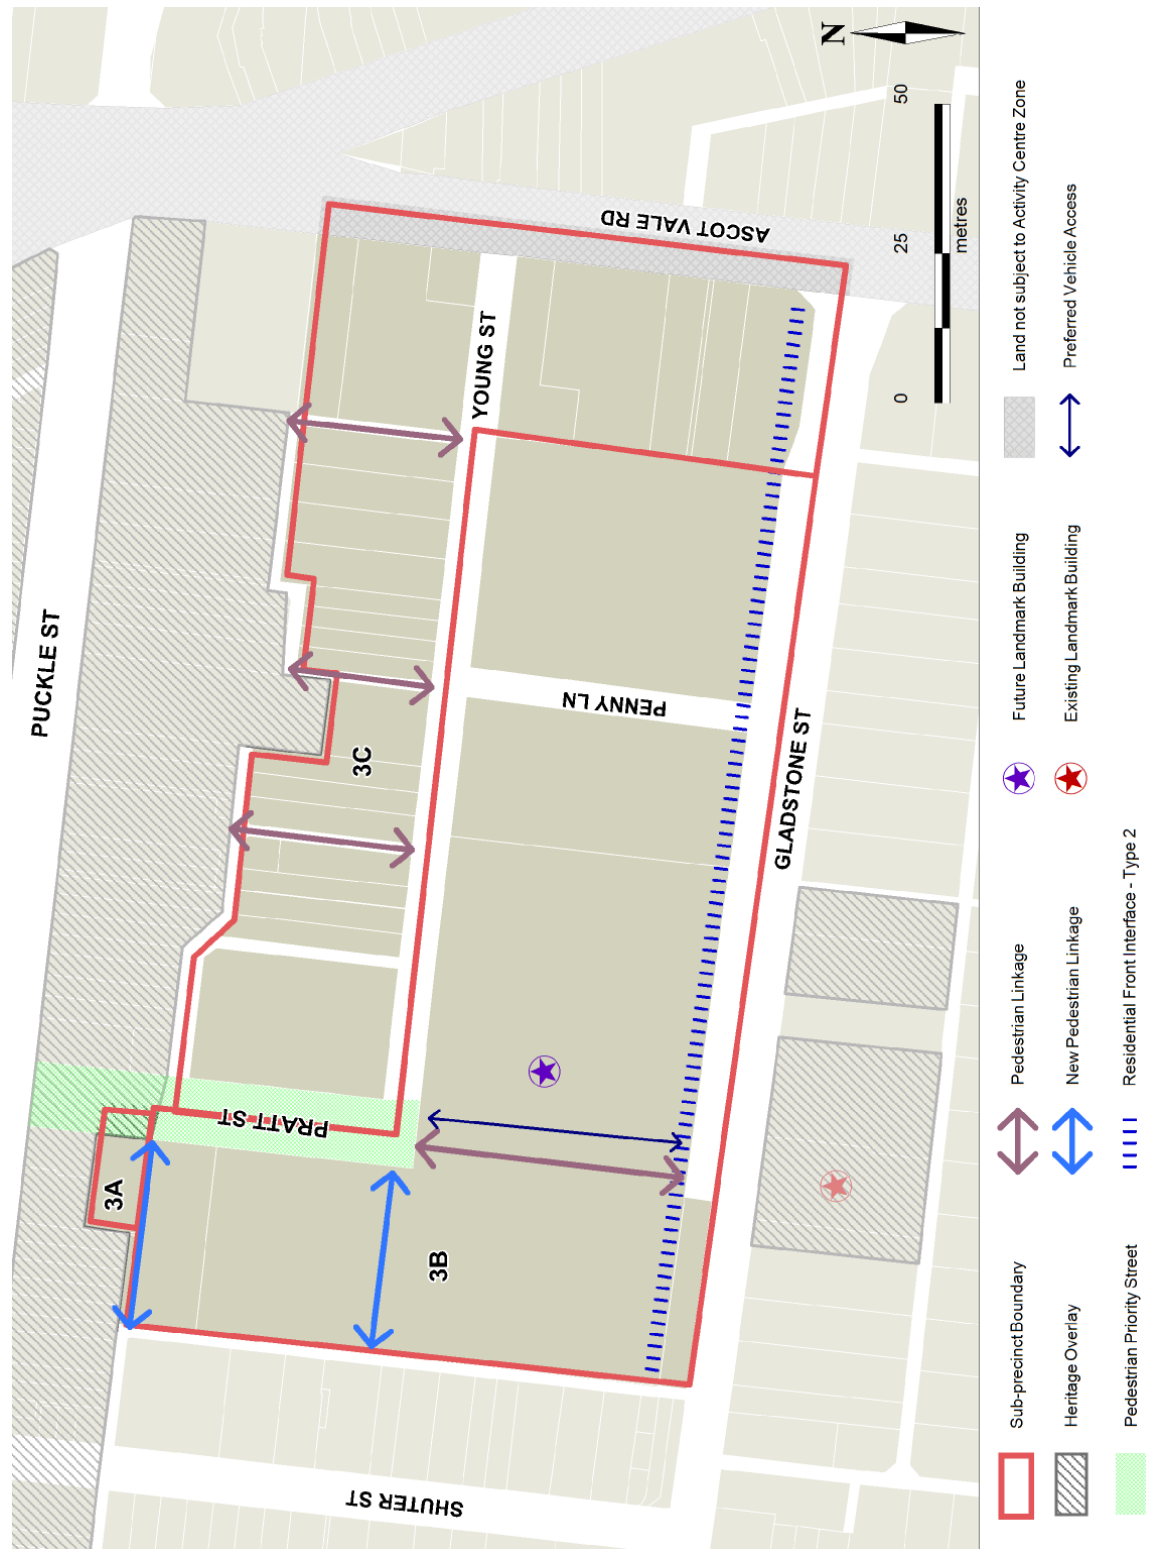 PUCKLE ST
ASCOT VALE RD
YOUNG ST
PENNY LN
GLADSTONE ST
PRATT ST
SHUTER ST
3A
3B
3C
N
0 25 50
metres
Sub-precinct Boundary
Heritage Overlay
Pedestrian Priority Street
Pedestrian Linkage
New Pedestrian Linkage
Residential Front Interface - Type 2
Future Landmark Building
Existing Landmark Building
Land not subject to Activity Centre Zone
Preferred Vehicle Access